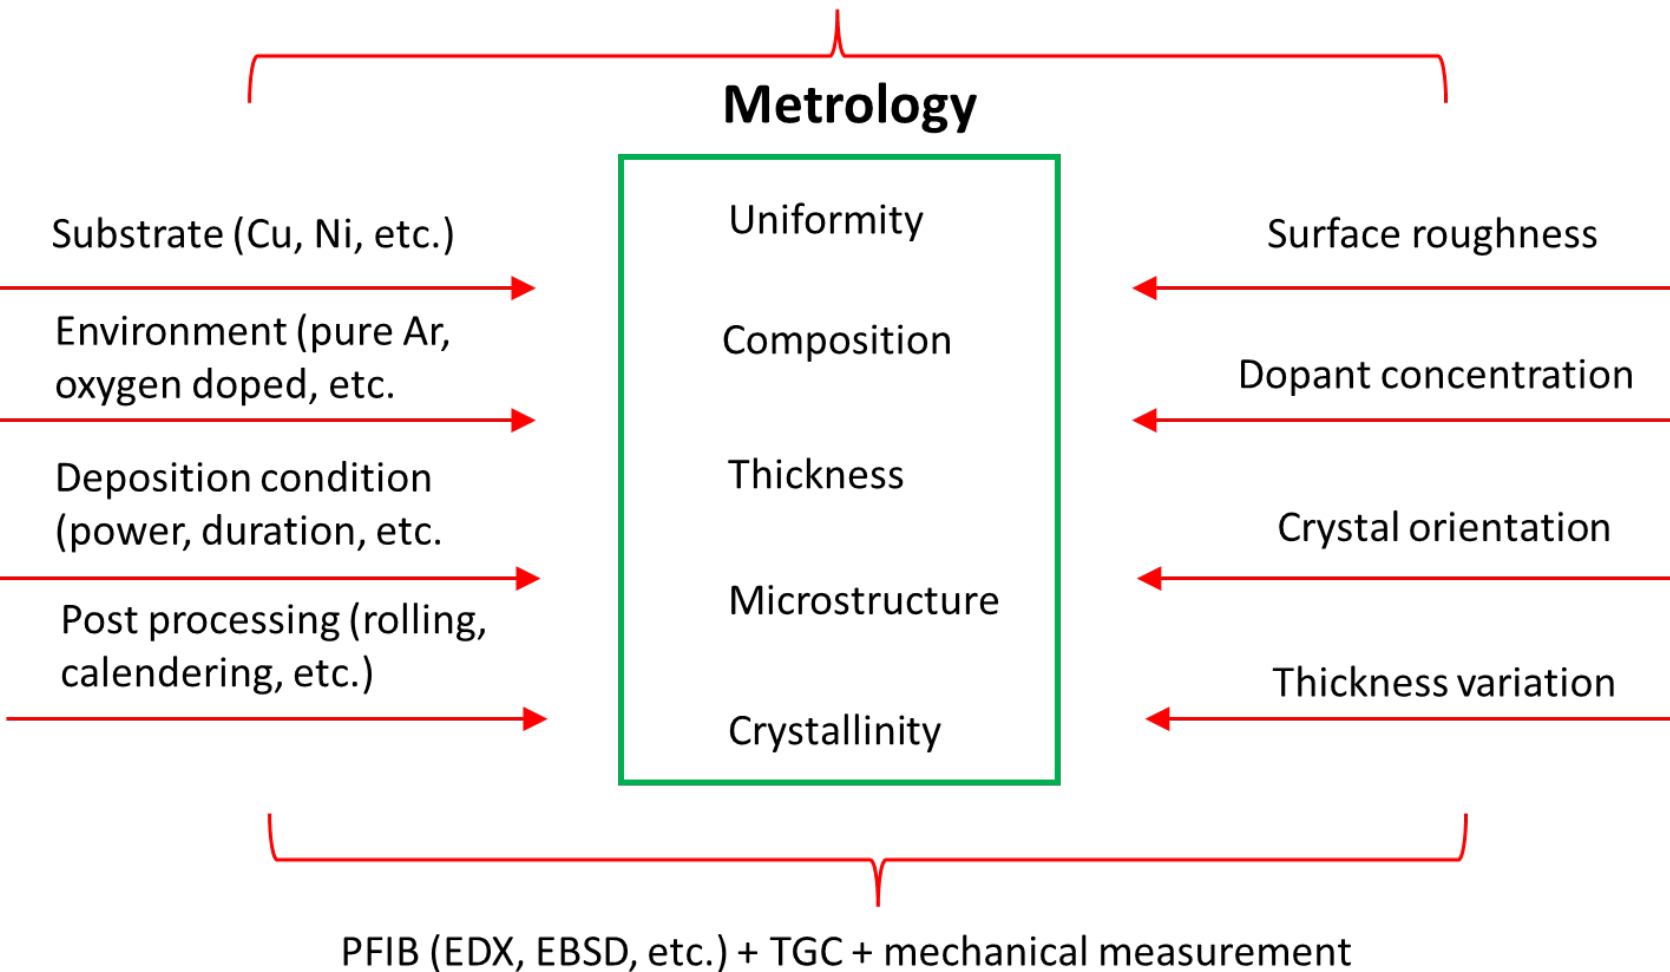 Metrology
Substrate (Cu, Ni, etc.)
Environment (pure Ar,
oxygen doped, etc.
Deposition condition
(power, duration, etc.
Post processing (rolling,
calendering, etc.)
Uniformity
Composition
Thickness
Microstructure
Crystallinity
Surface roughness
Dopant concentration
Crystal orientation
Thickness variation
PFIB (EDX, EBSD, etc.) + TGC + mechanical measurement